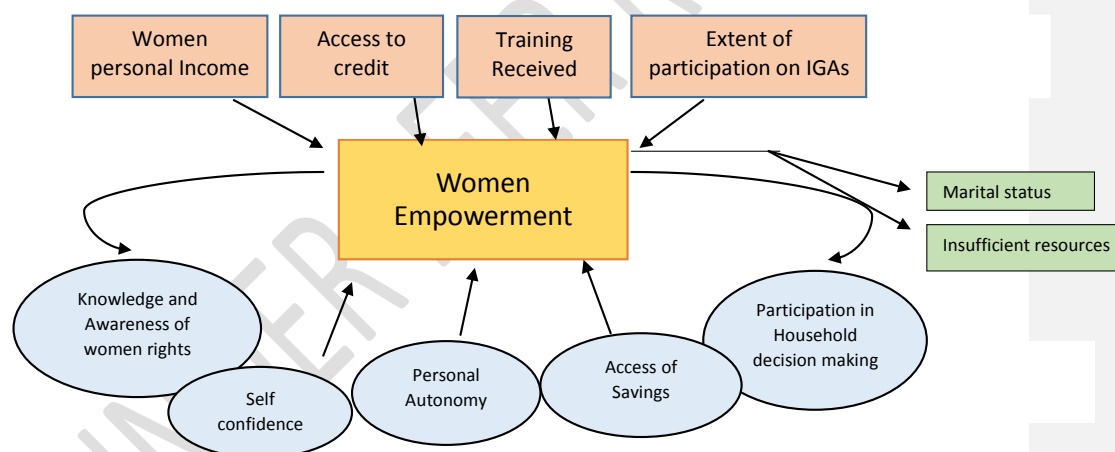 Women
personal Income
Access to
credit
Training
Received
Extent of
participation on IGAs
Women
Empowerment
Marital status
Insufficient resources
Knowledge and
Awareness of
women rights
Self
confidence
Personal
Autonomy
Access of
Savings
Participation in
Household
decision making